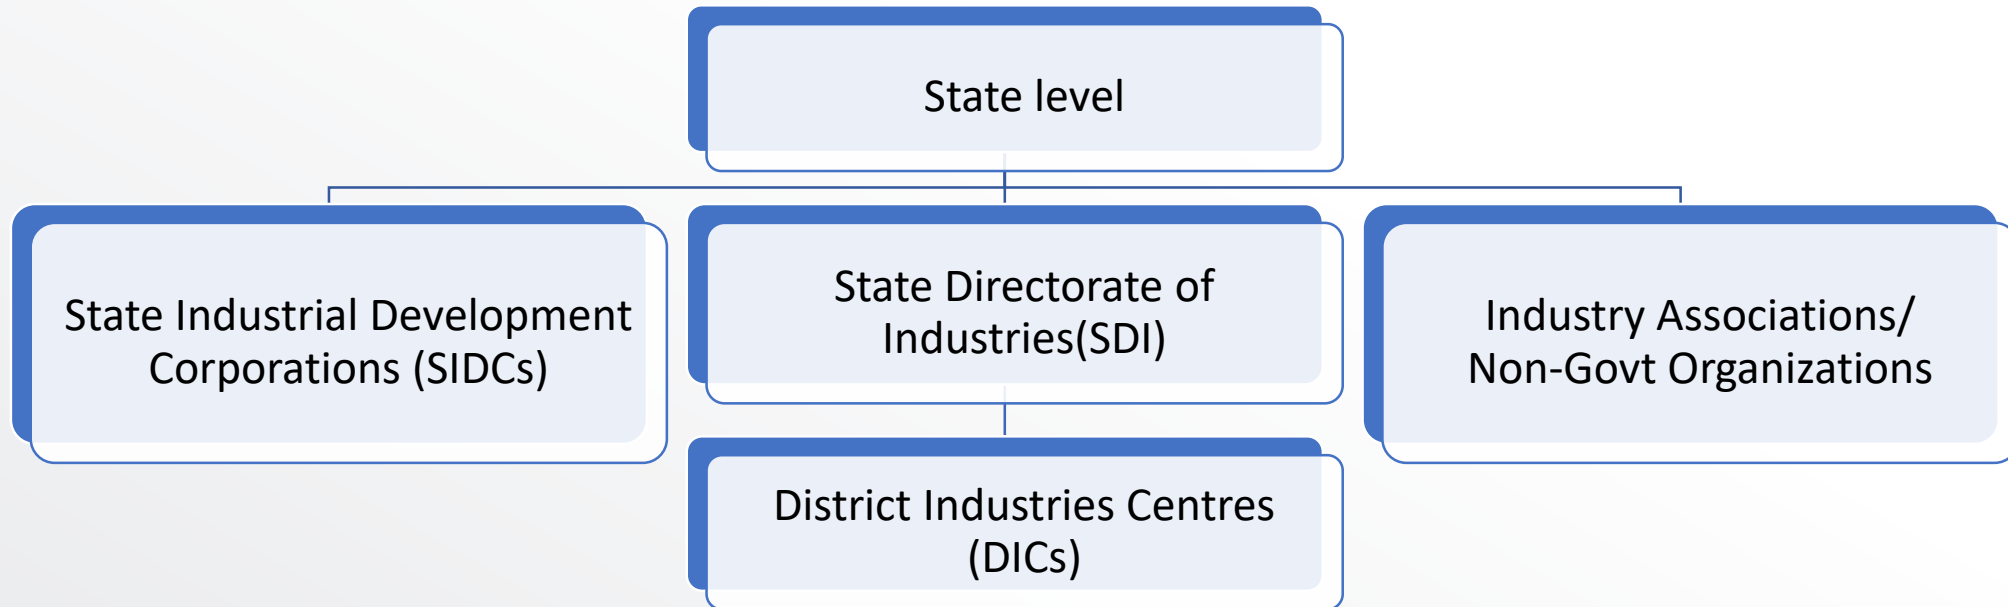 State level
State Industrial Development
Corporations (SIDCs)
State Directorate of
Industries(SDI)
Industry Associations/
Non-Govt Organizations
District Industries Centres
(DICs)